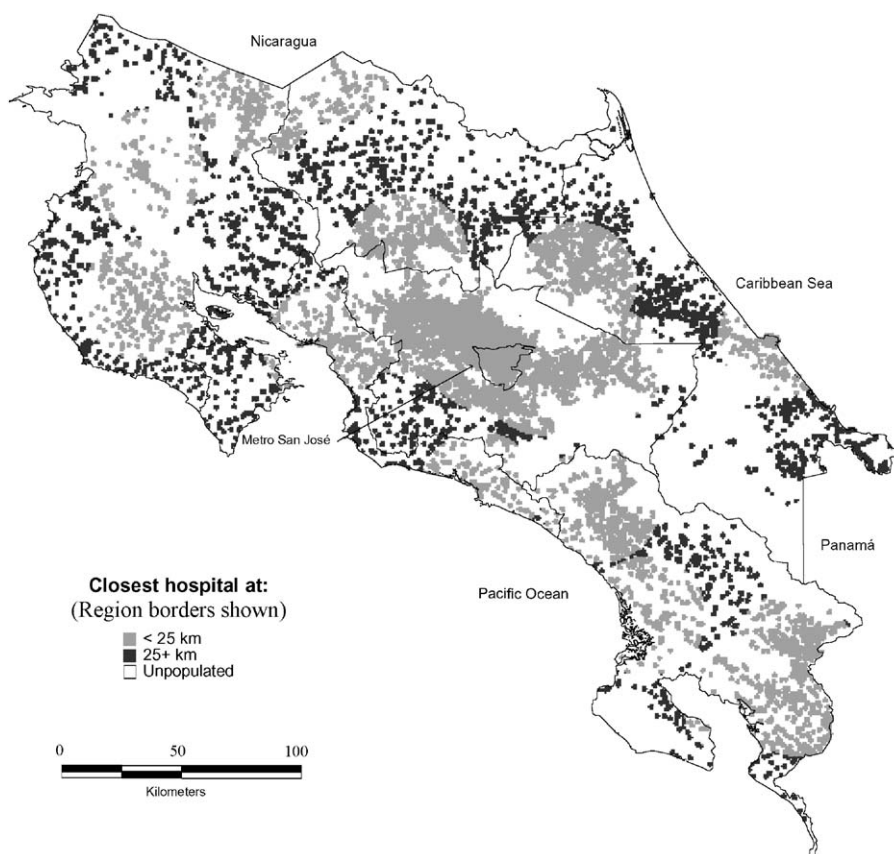 Nicaragua
Caribbean Sea
Metro San José
Panamá
Pacific Ocean
Closest hospital at:
(Region borders shown)
< 25 km
25+ km
Unpopulated
0 50 100
Kilometers